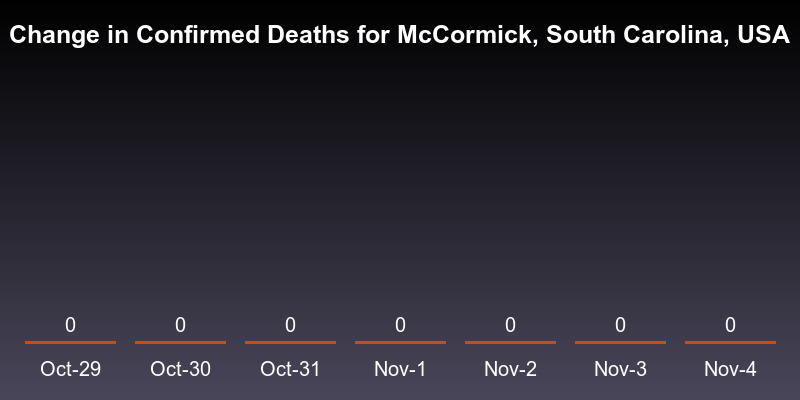 Change in Confirmed Deaths for McCormick, South Carolina, USA
0 0 0 0 0 0 0
Oct-29 Oct-30 Oct-31 Nov-1 Nov-2 Nov-3 Nov-4